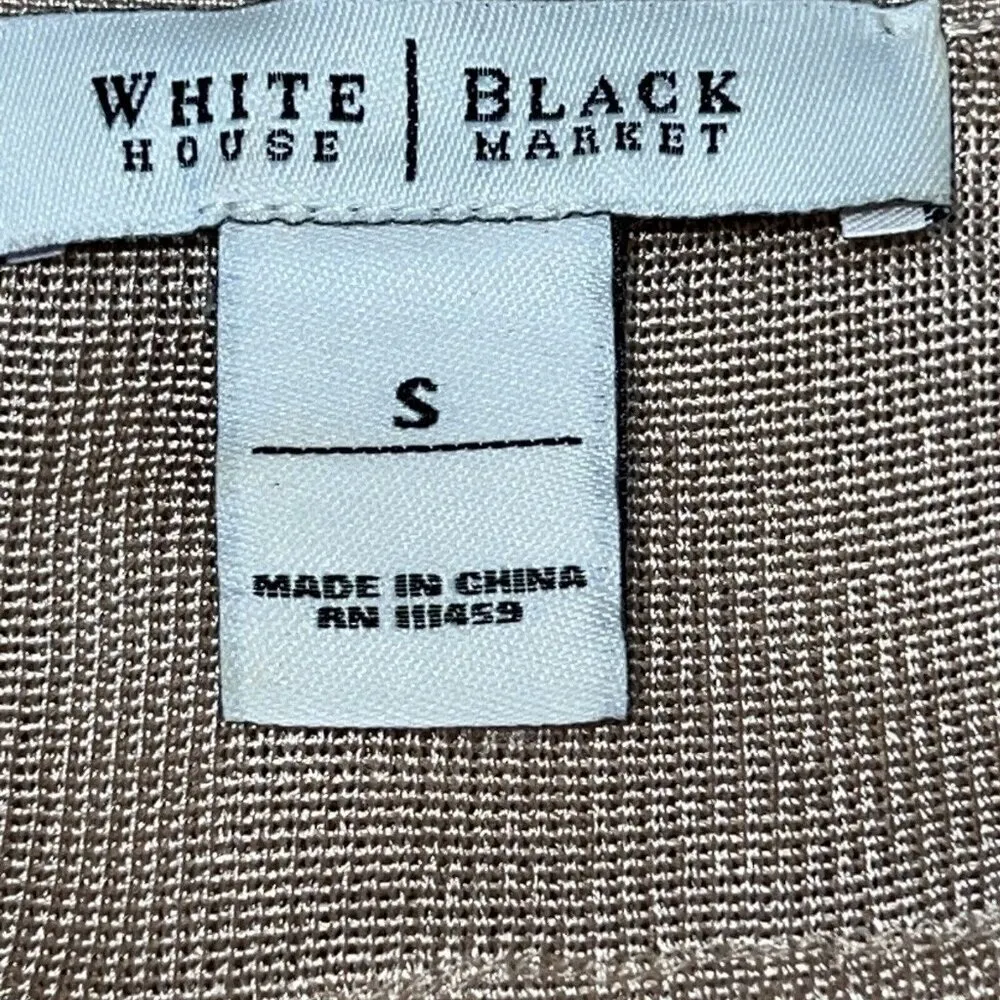 WHITE | BLACK
HOUSE | MARKET
S
MADE IN CHINA
RN 111459